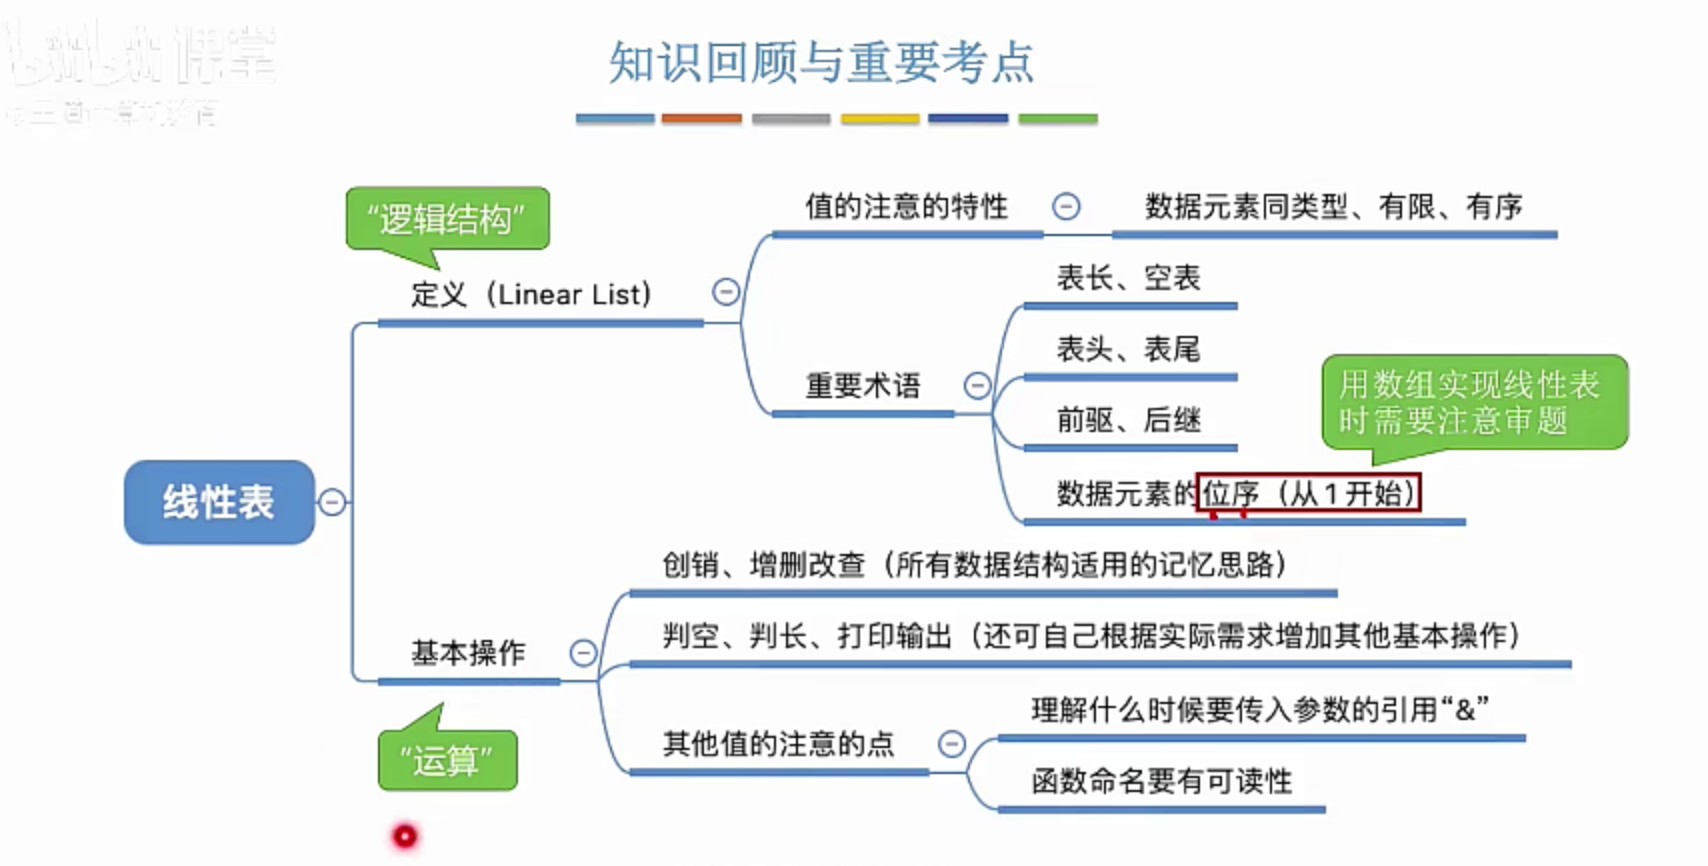 课堂
知识回顾与重要考点
“逻辑结构”
定义（Linear List）
值的注意的特性
数据元素同类型、有限、有序
重要术语
表长、空表
表头、表尾
前驱、后继
数据元素的位序（从1开始）
用数组实现线性表
时需要注意审题
线性表
基本操作
“运算”
创销、增删改查（所有数据结构适用的记忆思路）
判空、判长、打印输出（还可自己根据实际需求增加其他基本操作）
其他值的注意的点
理解什么时候要传入参数的引用“&”
函数命名要有可读性